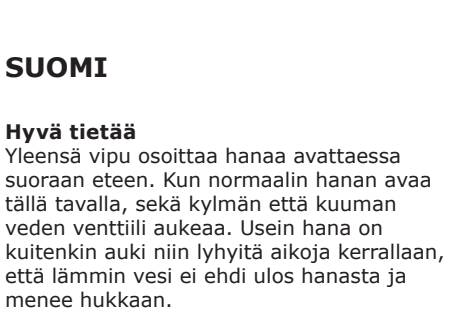 SUOMI
Hyvä tietää
Yleensä vipu osoittaa hanaa avattaessa
suoraan eteen. Kun normaalin hanan avaa
tällä tavalla, sekä kylmän että kuuman
veden venttiili aukeaa. Usein hana on
kuitenkin auki niin lyhyitä aikoja kerrallaan,
että lämmin vesi ei ehdi ulos hanasta ja
menee hukkaan.